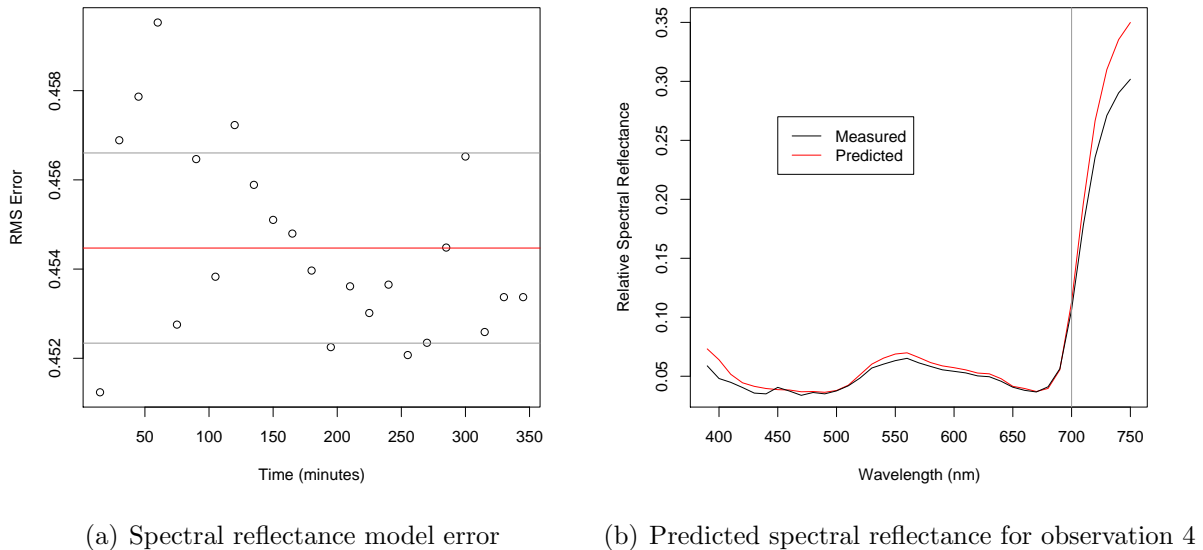 0.458
0.456
0.454
0.452
RMS Error
50 100 150 200 250 300 350
Time (minutes)
(a) Spectral reflectance model error
0.35
0.30
0.25
0.20
0.15
0.10
0.05
Relative Spectral Reflectance
Measured
Predicted
400 450 500 550 600 650 700 750
Wavelength (nm)
(b) Predicted spectral reflectance for observation 4